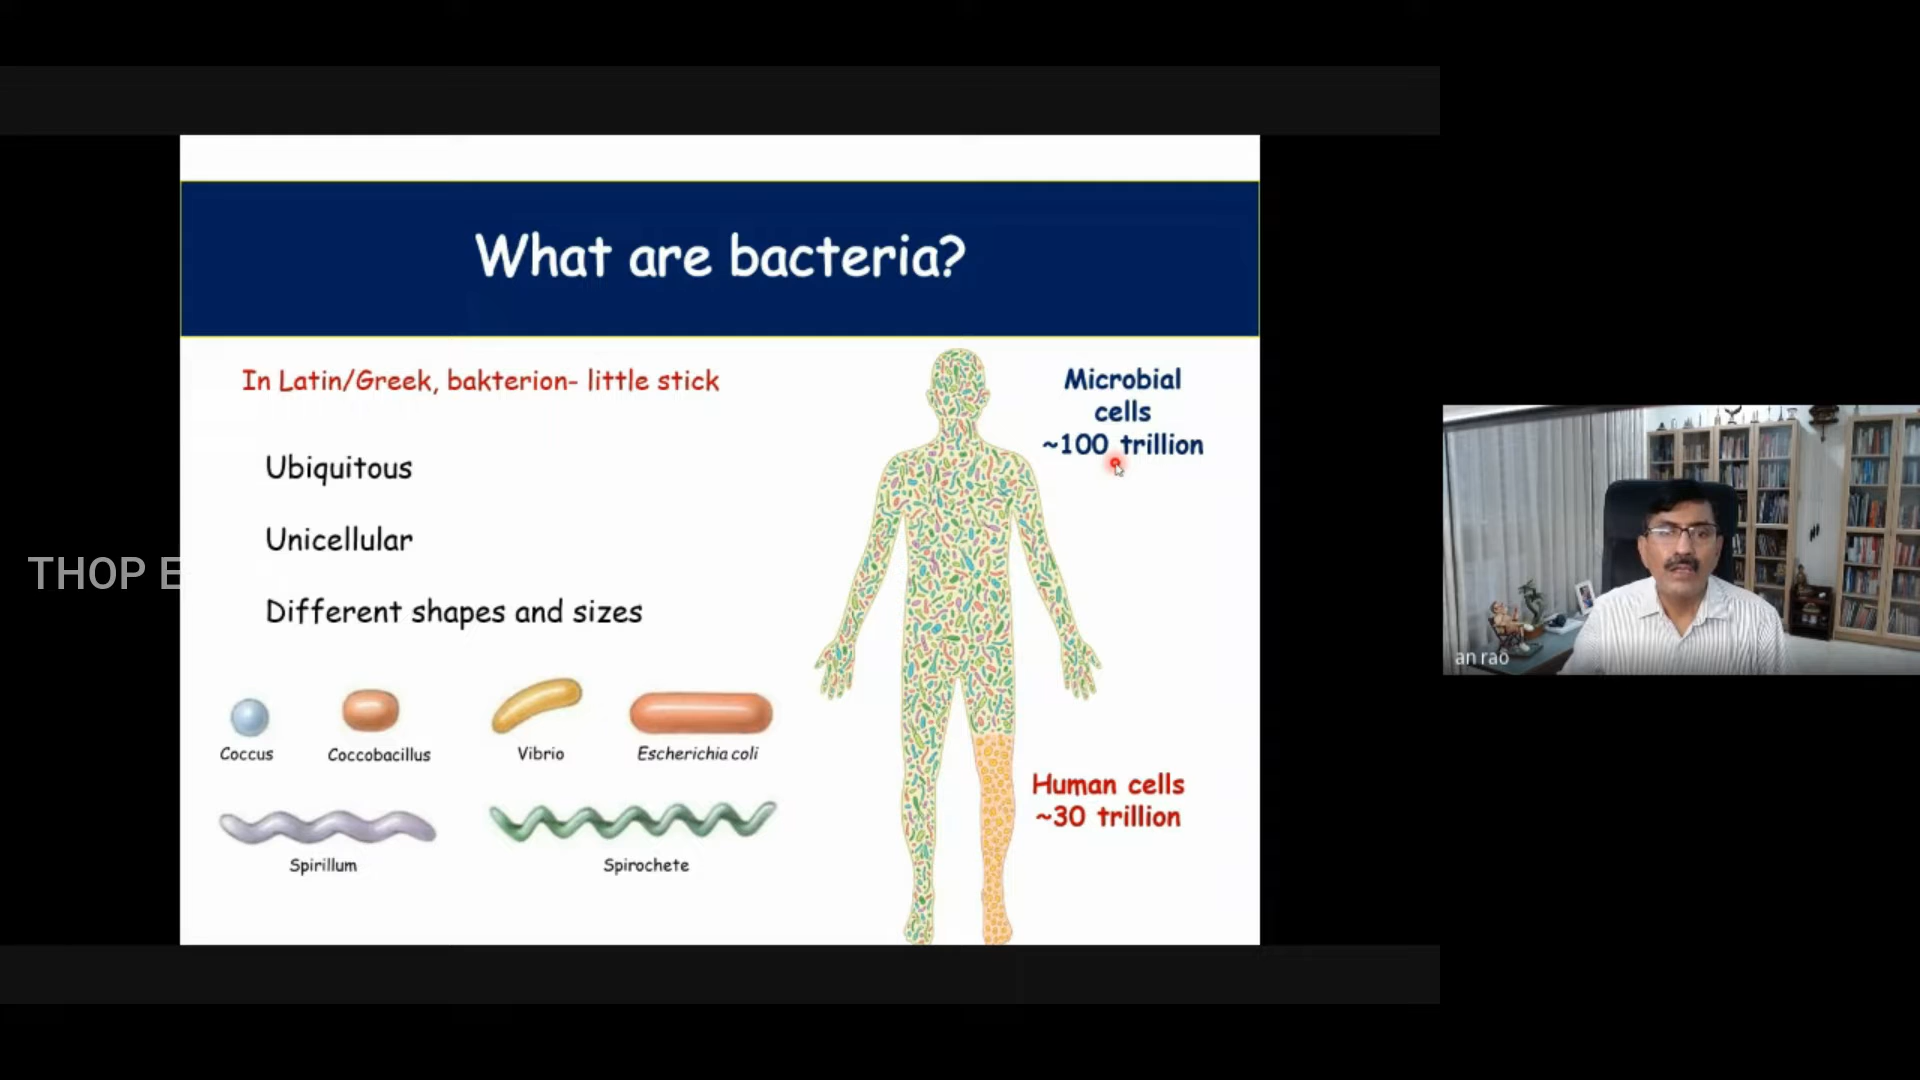 What are bacteria?
In Latin/Greek, bakterion- little stick
Ubiquitous
Unicellular
Different shapes and sizes
Coccus
Coccobacillus
Vibrio
Escherichia coli
Spirillum
Spirochete
Microbial
cells
~100 trillion
Human cells
~30 trillion
THOP E
an rao